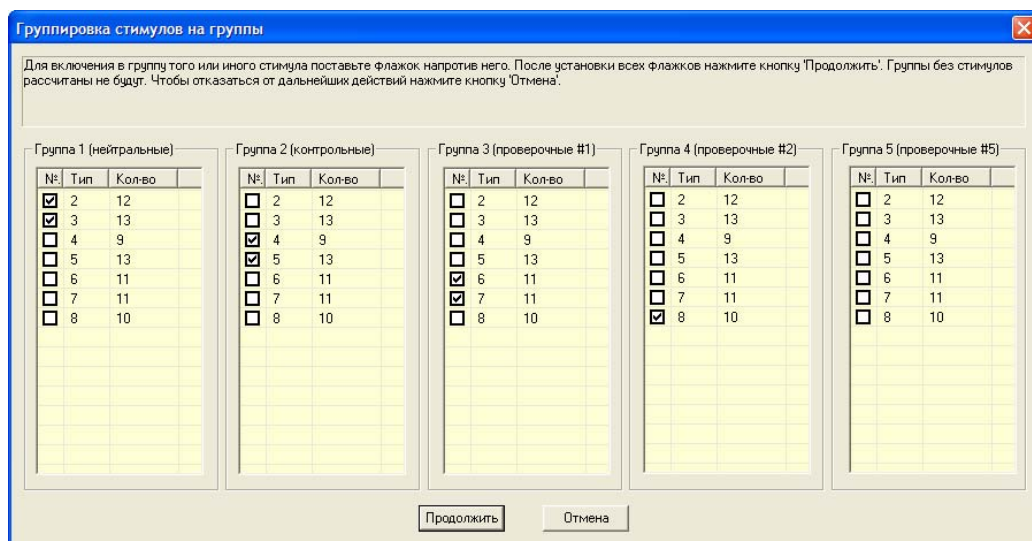 Группировка стимулов на группы
Для включения в группу того или иного стимула поставьте флажок напротив него. После установки всех флажков нажмите кнопку 'Продолжить'. Группы без стимулов
рассчитаны не будут. Чтобы отказаться от дальнейших действий нажмите кнопку 'Отмена'.
Группа 1 (нейтральные)
№. Тип Кол-во
2 12
3 13
4 9
5 13
6 11
7 11
8 10
Группа 2 (контрольные)
№. Тип Кол-во
2 12
3 13
4 9
5 13
6 11
7 11
8 10
Группа 3 (проверочные #1)
№. Тип Кол-во
2 12
3 13
4 9
5 13
6 11
7 11
8 10
Группа 4 (проверочные #2)
№. Тип Кол-во
2 12
3 13
4 9
5 13
6 11
7 11
8 10
Группа 5 (проверочные #5)
№. Тип Кол-во
2 12
3 13
4 9
5 13
6 11
7 11
8 10
Продолжить Отмена